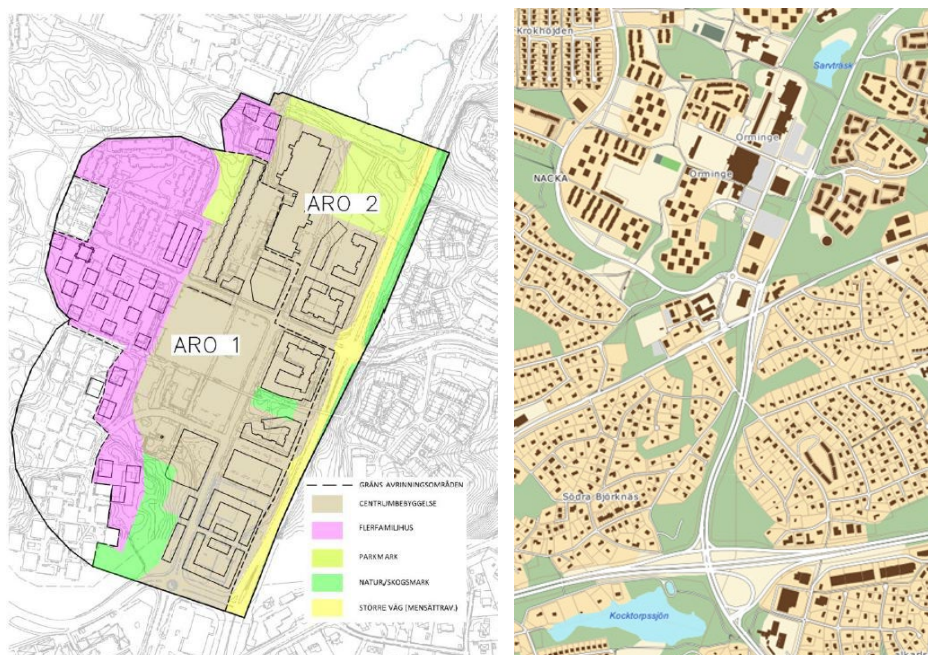 ARO 2
ARO 1
GRÄNS AVRINNINGSOMRÅDEN
CENTRUMBEBYGGELSE
FLERFAMILJHUS
PARKMARK
NATUR/SKOGSMARK
STÖRRE VÄG (MENSÄTTRAV.)
Krokhöjden
Sarvträsk
Orminge
Orminge
NACKA
Södra Björknäs
Kocktorpssjön